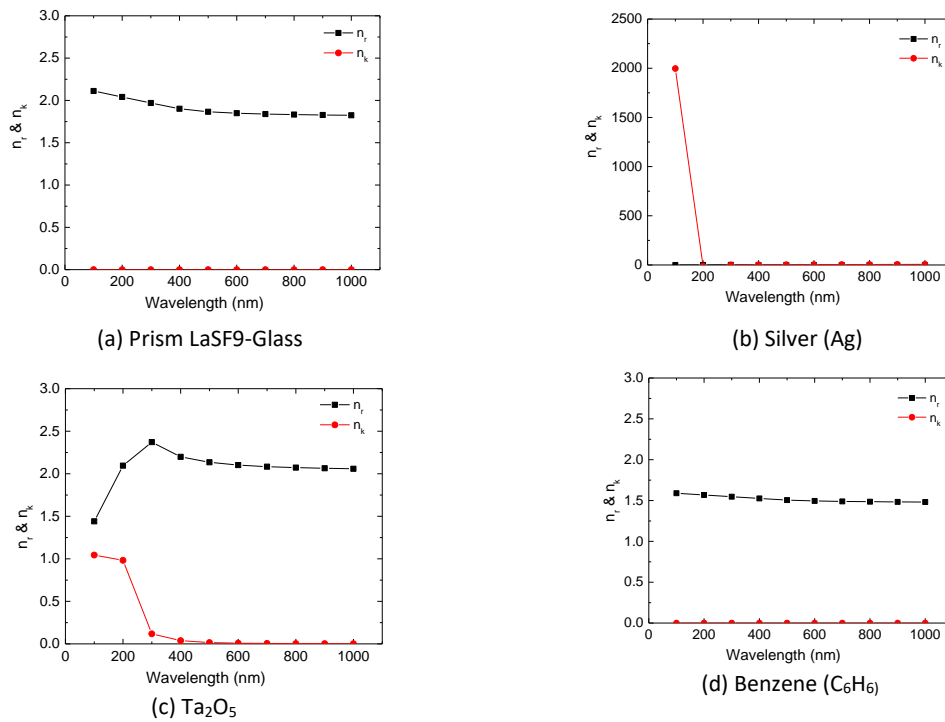 3.0
2.5
2.0
1.5
1.0
0.5
0.0
n_r & n_k
0 200 400 600 800 1000
Wavelength (nm)
n_r
n_k
(a) Prism LaSF9-Glass
2500
2000
1500
1000
500
0
n_r & n_k
0 200 400 600 800 1000
Wavelength (nm)
n_r
n_k
(b) Silver (Ag)
3.0
2.5
2.0
1.5
1.0
0.5
0.0
n_r & n_k
0 200 400 600 800 1000
Wavelength (nm)
n_r
n_k
(c) Ta₂O₅
3.0
2.5
2.0
1.5
1.0
0.5
0.0
n_r & n_k
0 200 400 600 800 1000
Wavelength (nm)
n_r
n_k
(d) Benzene (C₆H₆₎